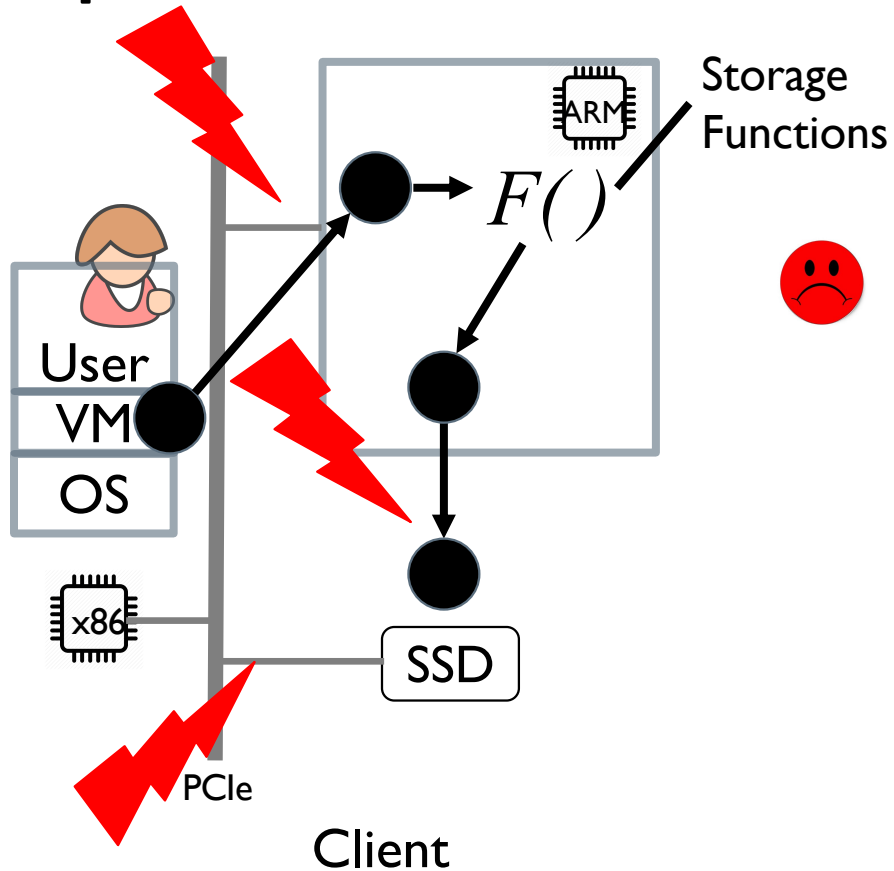 Storage
Functions
ARM
F()
User
VM
OS
x86
SSD
PCIe
Client